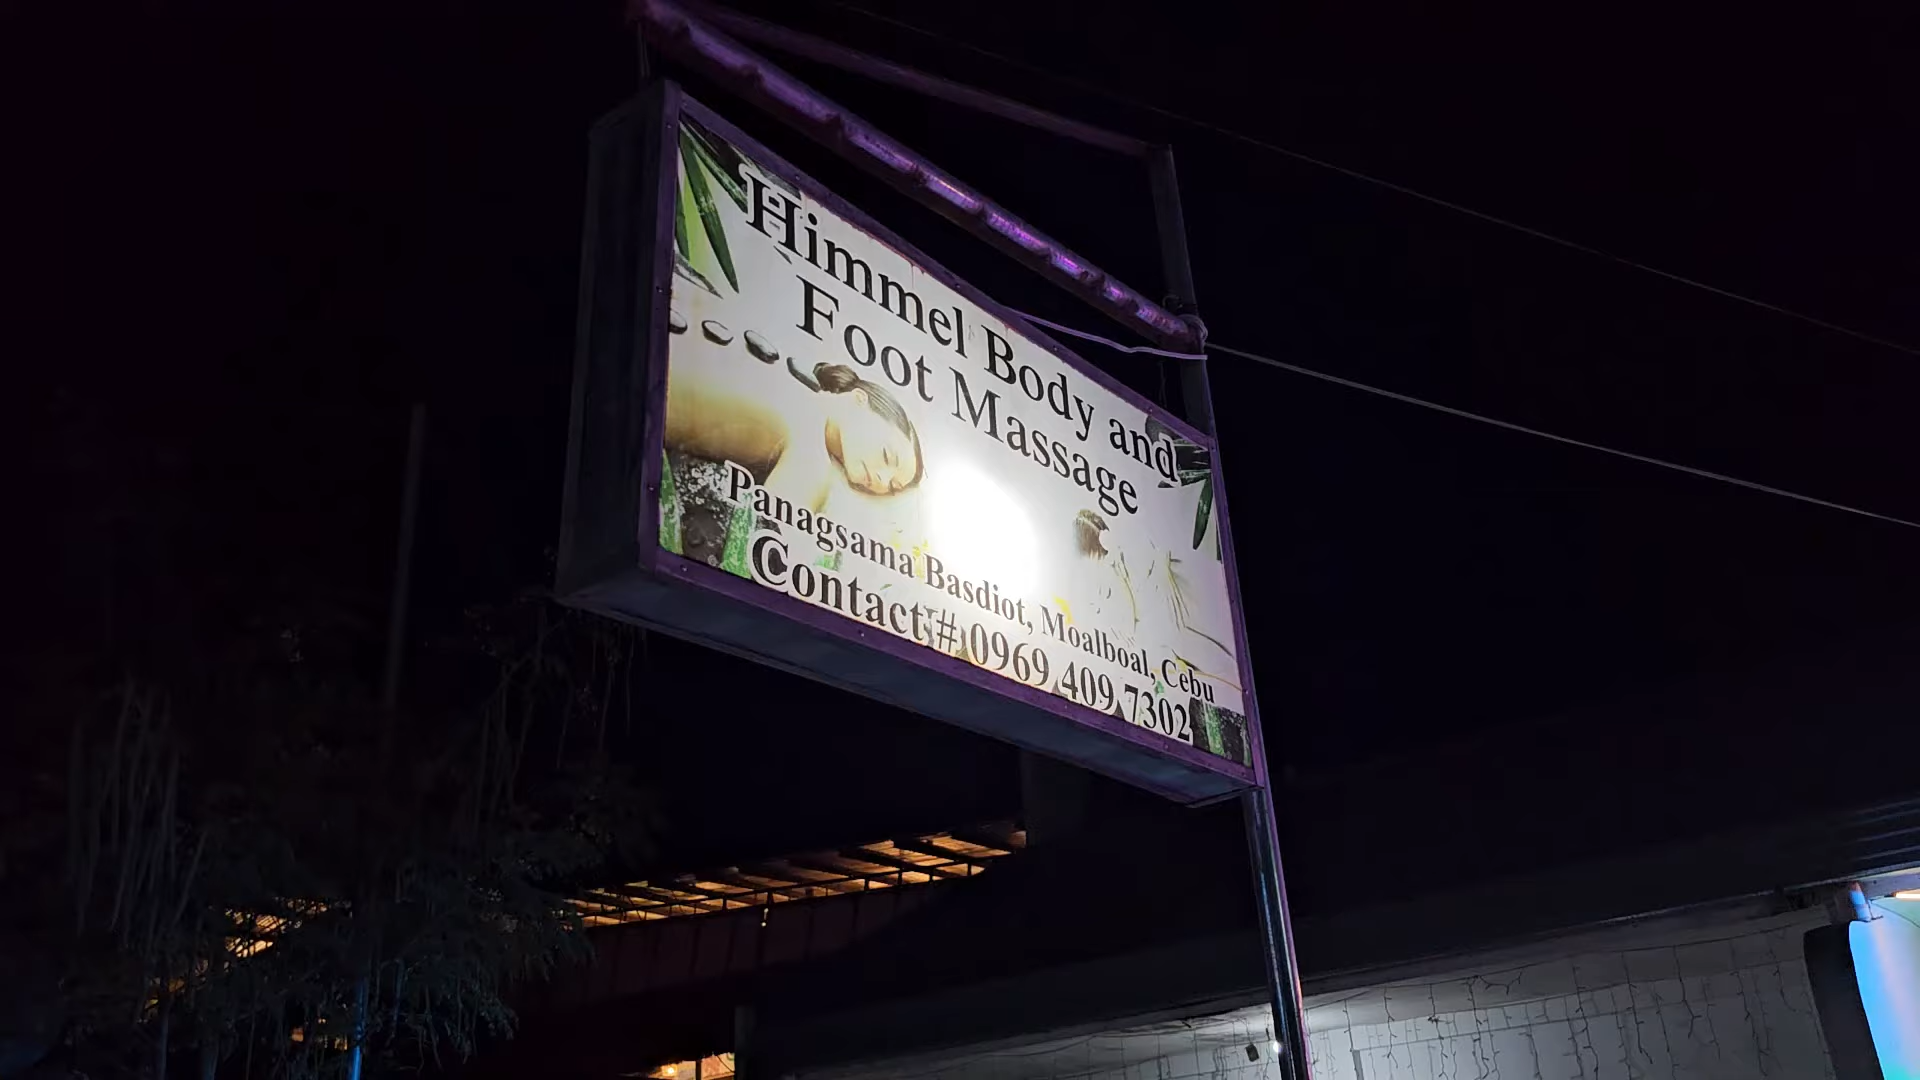 Himmel Body and
Foot Massage
Panagsama Basdiot, Moalboal, Cebu
Contact # 0969 409 7302